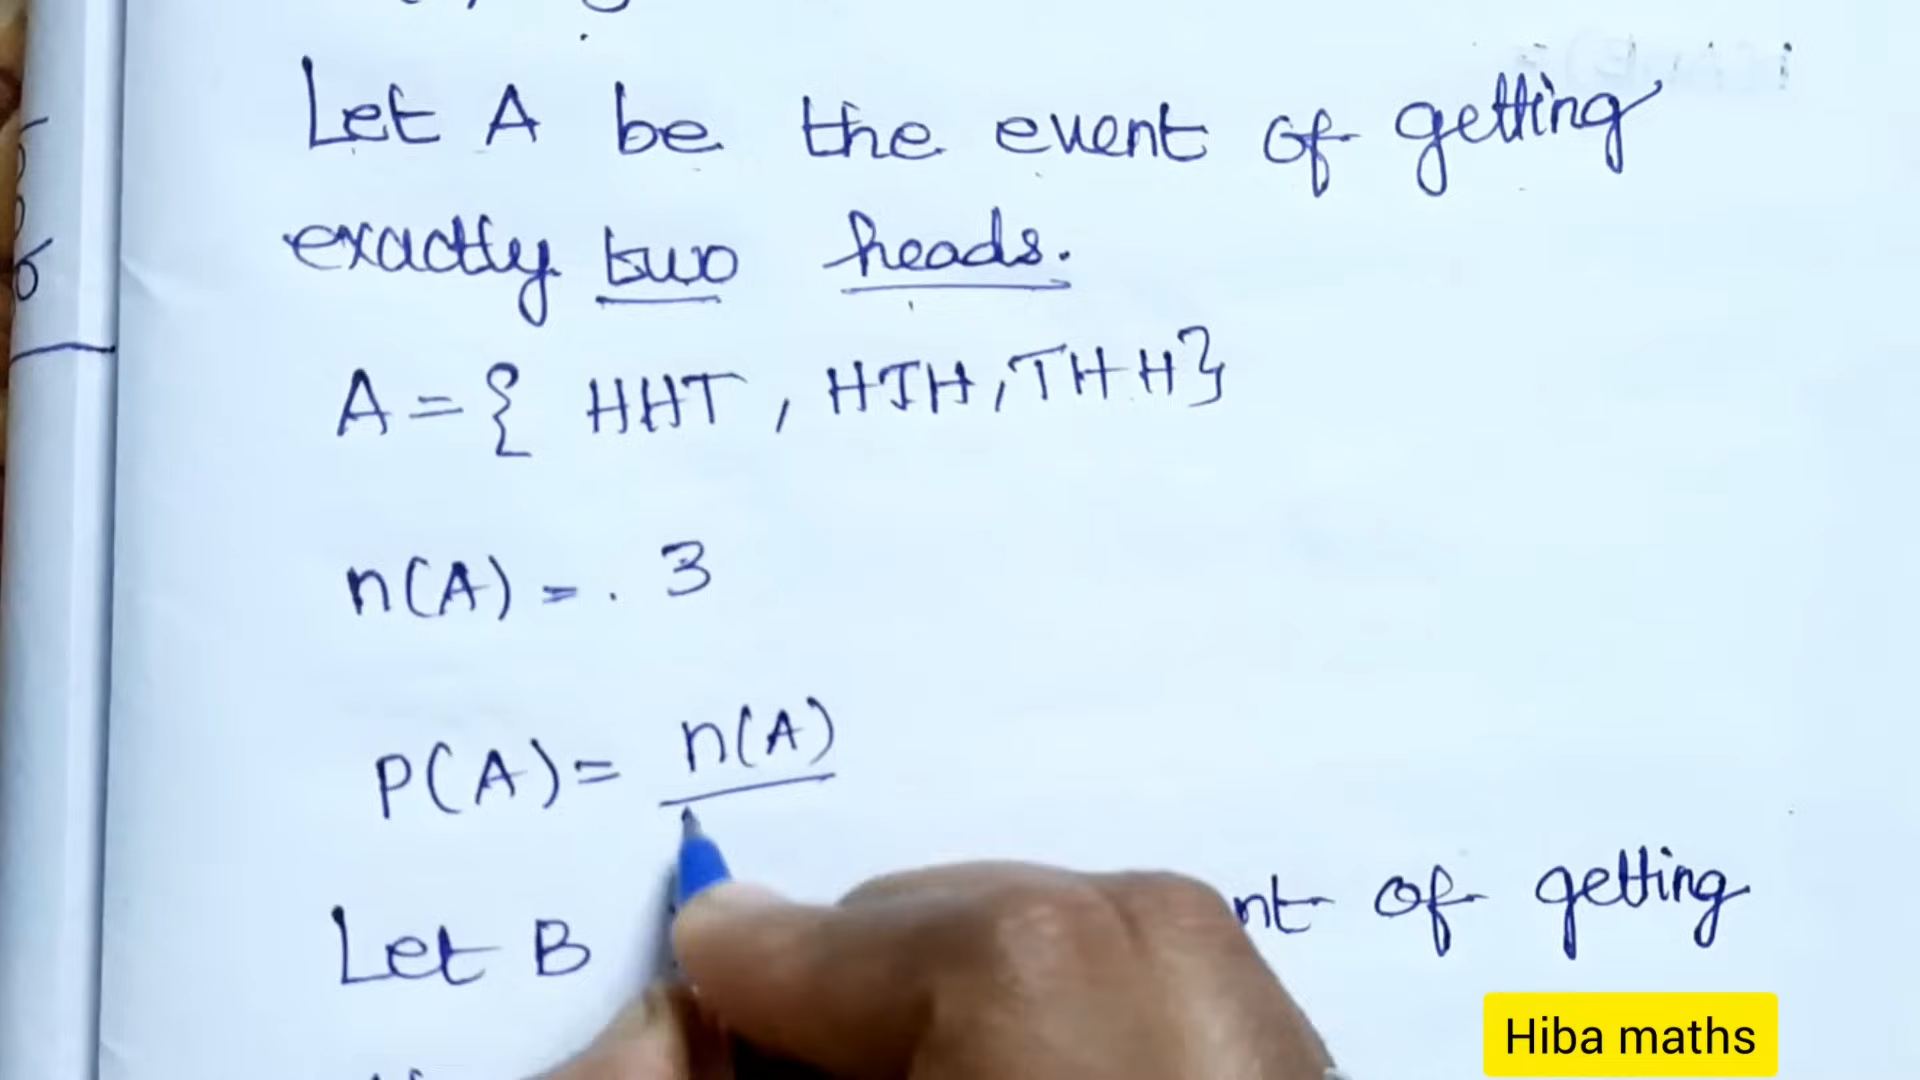 Let A be the event of getting
exactly two heads.
A = { HHT, HTH, THH}
n(A) = . 3
P(A) = n(A)
Let B nt of getting
Hiba maths